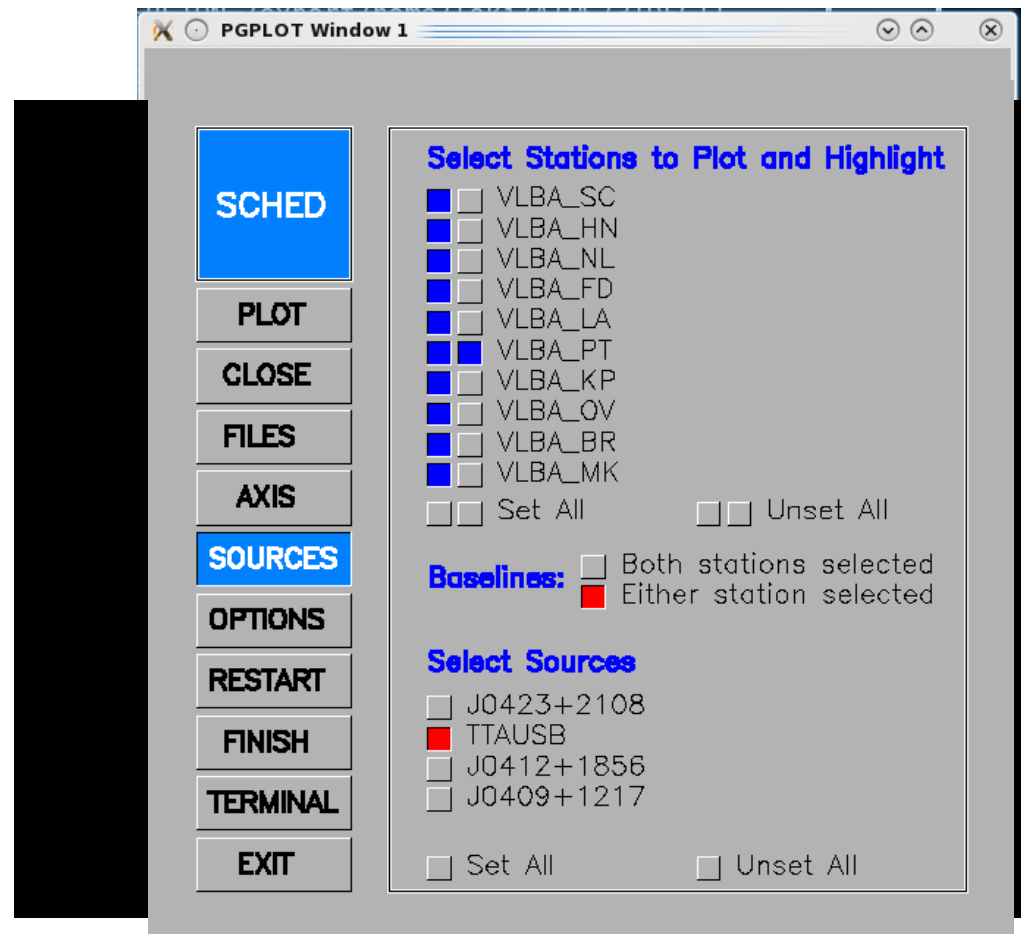 PGPLOT Window 1
SCHED
PLOT
CLOSE
FILES
AXIS
SOURCES
OPTIONS
RESTART
FINISH
TERMINAL
EXIT
Select Stations to Plot and Highlight
VLBA_SC
VLBA_HN
VLBA_NL
VLBA_FD
VLBA_LA
VLBA_PT
VLBA_KP
VLBA_OV
VLBA_BR
VLBA_MK
Set All Unset All
Baselines:
Both stations selected
Either station selected
Select Sources
J0423+2108
TTAUSB
J0412+1856
J0409+1217
Set All Unset All